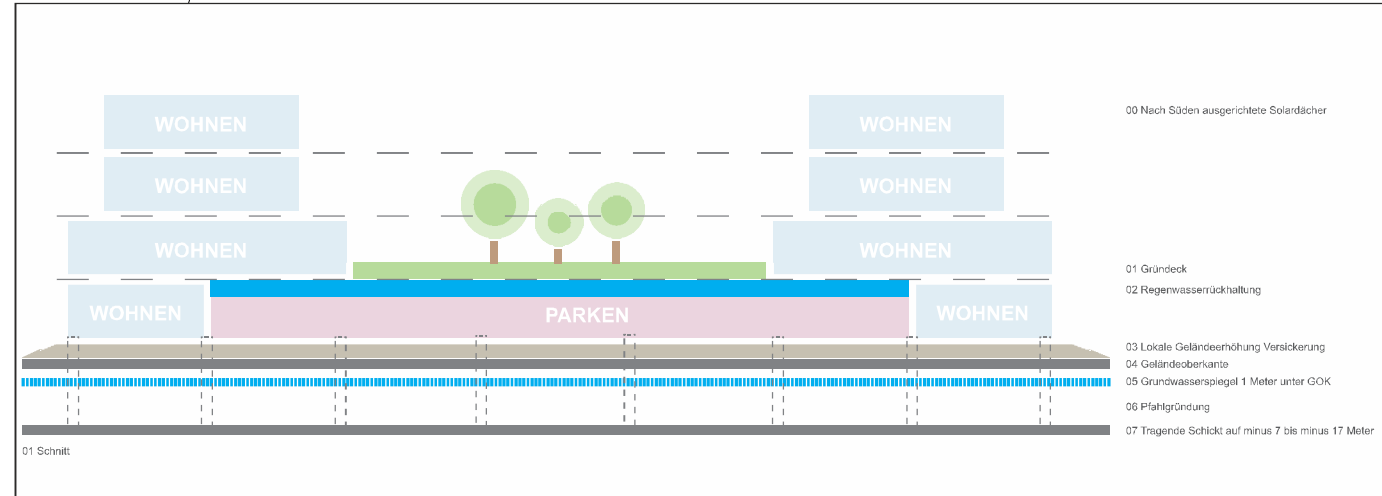 WOHNEN WOHNEN 00 Nach Süden ausgerichtete Solardächer
WOHNEN WOHNEN
WOHNEN WOHNEN
01 Gründeck
02 Regenwasserrückhaltung
WOHNEN PARKEN WOHNEN
03 Lokale Geländeerhöhung Versickerung
04 Geländeoberkante
05 Grundwasserspiegel 1 Meter unter GOK
06 Pfahlgründung
07 Tragende Schickt auf minus 7 bis minus 17 Meter
01 Schnitt